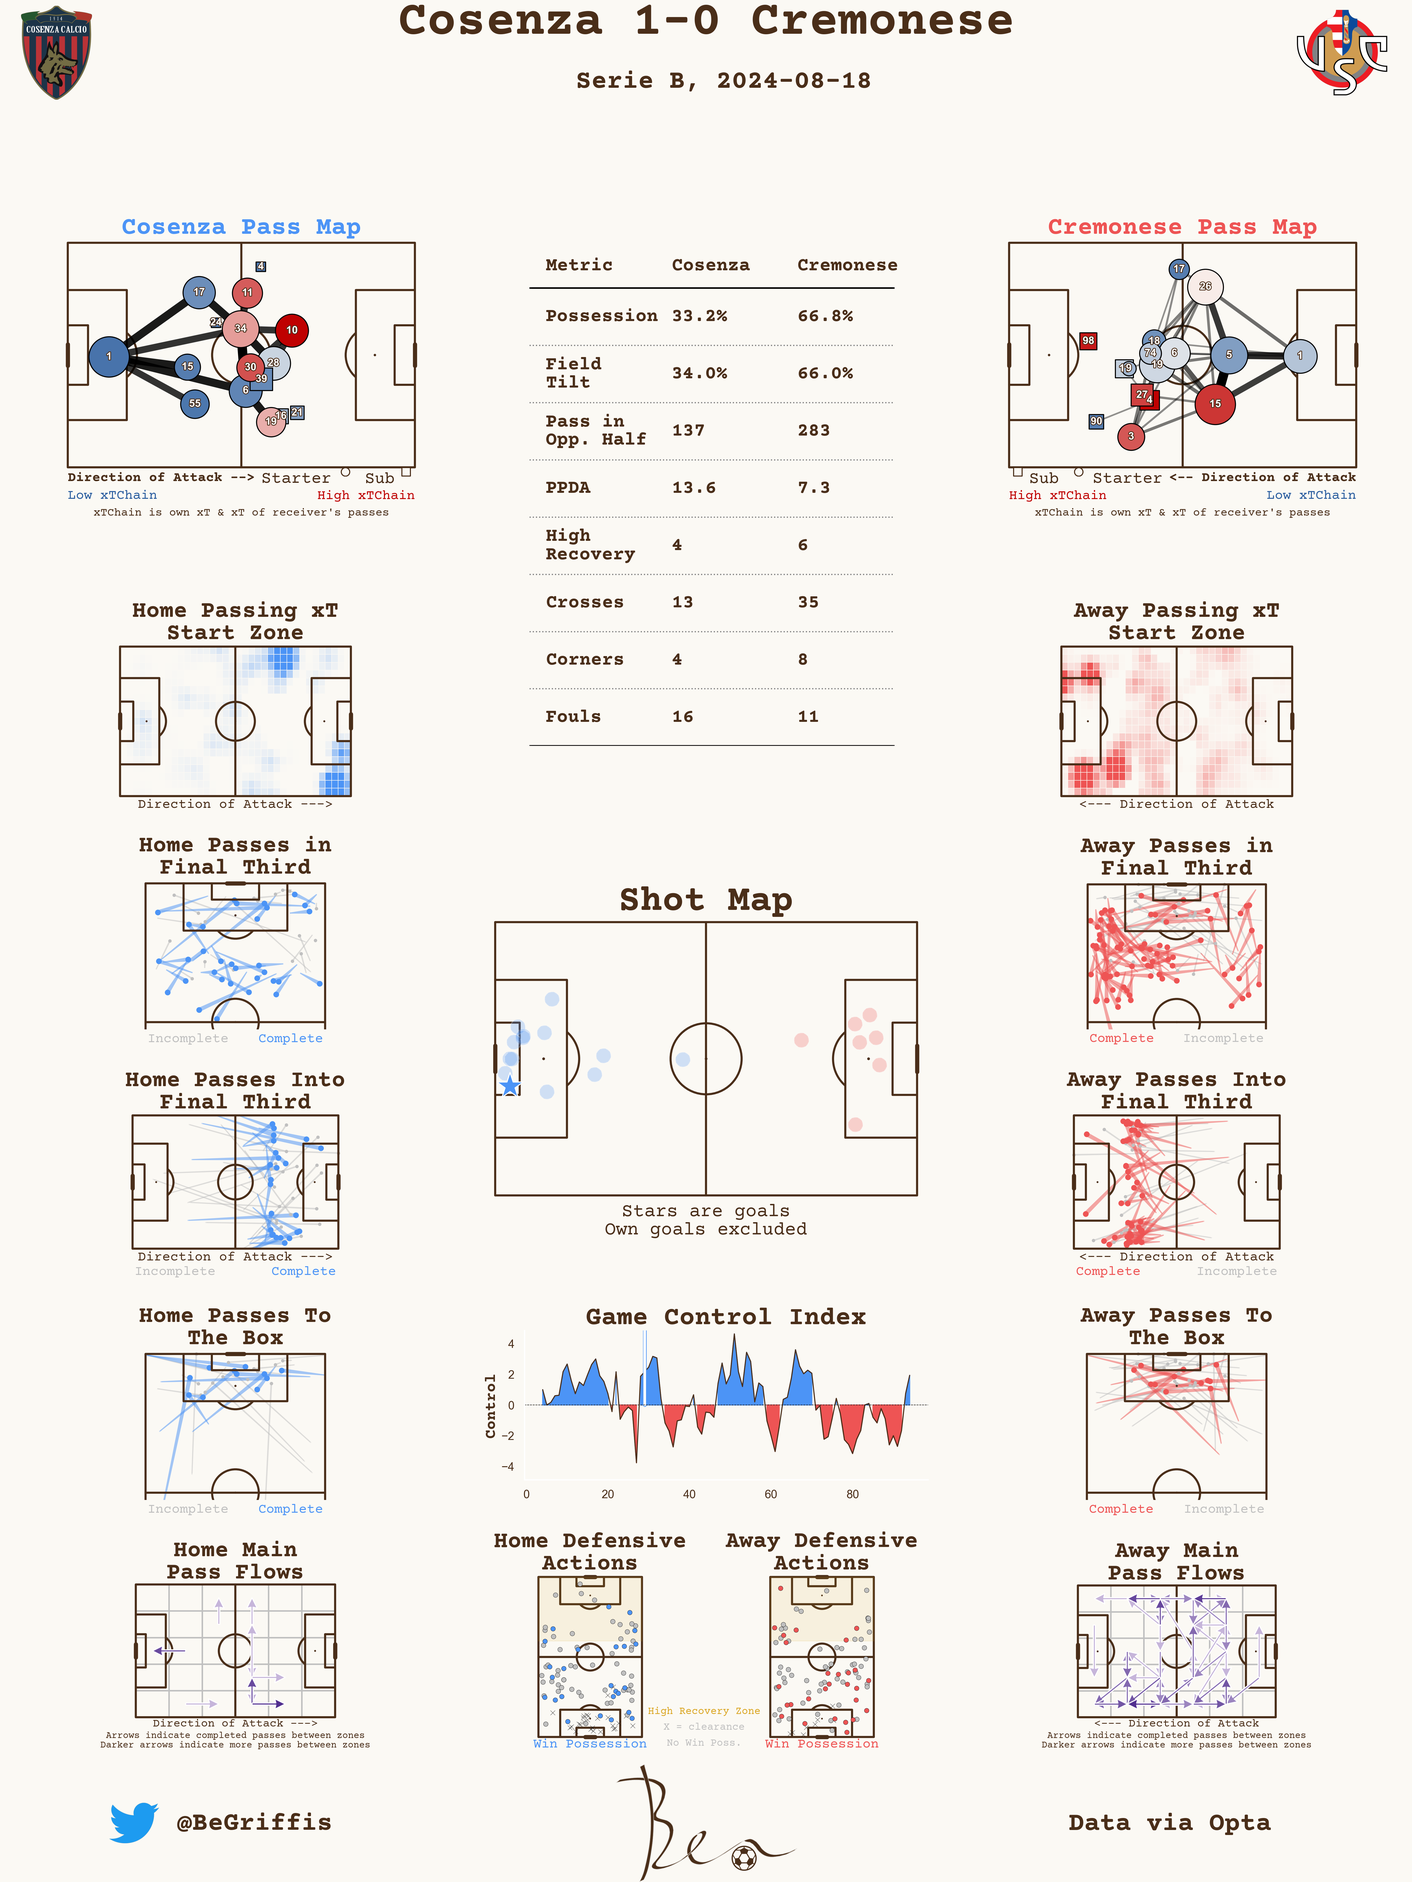 Cosenza 1-0 Cremonese
Serie B, 2024-08-18
1914
COSENZA CALCIO
USC
Cosenza Pass Map
4
17
11
24
34
10
1
15
30
28
39
6
55
16
21
19
Direction of Attack --> Starter Sub
Low xTChain High xTChain
xTChain is own xT & xT of receiver's passes
Metric Cosenza Cremonese
Possession 33.2% 66.8%
Field
Tilt 34.0% 66.0%
Pass in
Opp. Half 137 283
PPDA 13.6 7.3
High
Recovery 4 6
Crosses 13 35
Corners 4 8
Fouls 16 11
Cremonese Pass Map
17
26
98
18
74
6
5
1
19
27
4
15
90
3
Sub Starter <-- Direction of Attack
High xTChain Low xTChain
xTChain is own xT & xT of receiver's passes
Home Passing xT
Start Zone
Direction of Attack --->
Away Passing xT
Start Zone
<--- Direction of Attack
Home Passes in
Final Third
Incomplete Complete
Away Passes in
Final Third
Complete Incomplete
Shot Map
Stars are goals
Own goals excluded
Home Passes Into
Final Third
Direction of Attack --->
Incomplete Complete
Away Passes Into
Final Third
<--- Direction of Attack
Complete Incomplete
Home Passes To
The Box
Incomplete Complete
Game Control Index
Control
4
2
0
−2
−4
0 20 40 60 80
Away Passes To
The Box
Complete Incomplete
Home Main
Pass Flows
Direction of Attack --->
Arrows indicate completed passes between zones
Darker arrows indicate more passes between zones
Home Defensive
Actions
Win Possession
Away Defensive
Actions
Win Possession
High Recovery Zone
X = clearance
No Win Poss.
Away Main
Pass Flows
<--- Direction of Attack
Arrows indicate completed passes between zones
Darker arrows indicate more passes between zones
@BeGriffis
Ben
Data via Opta